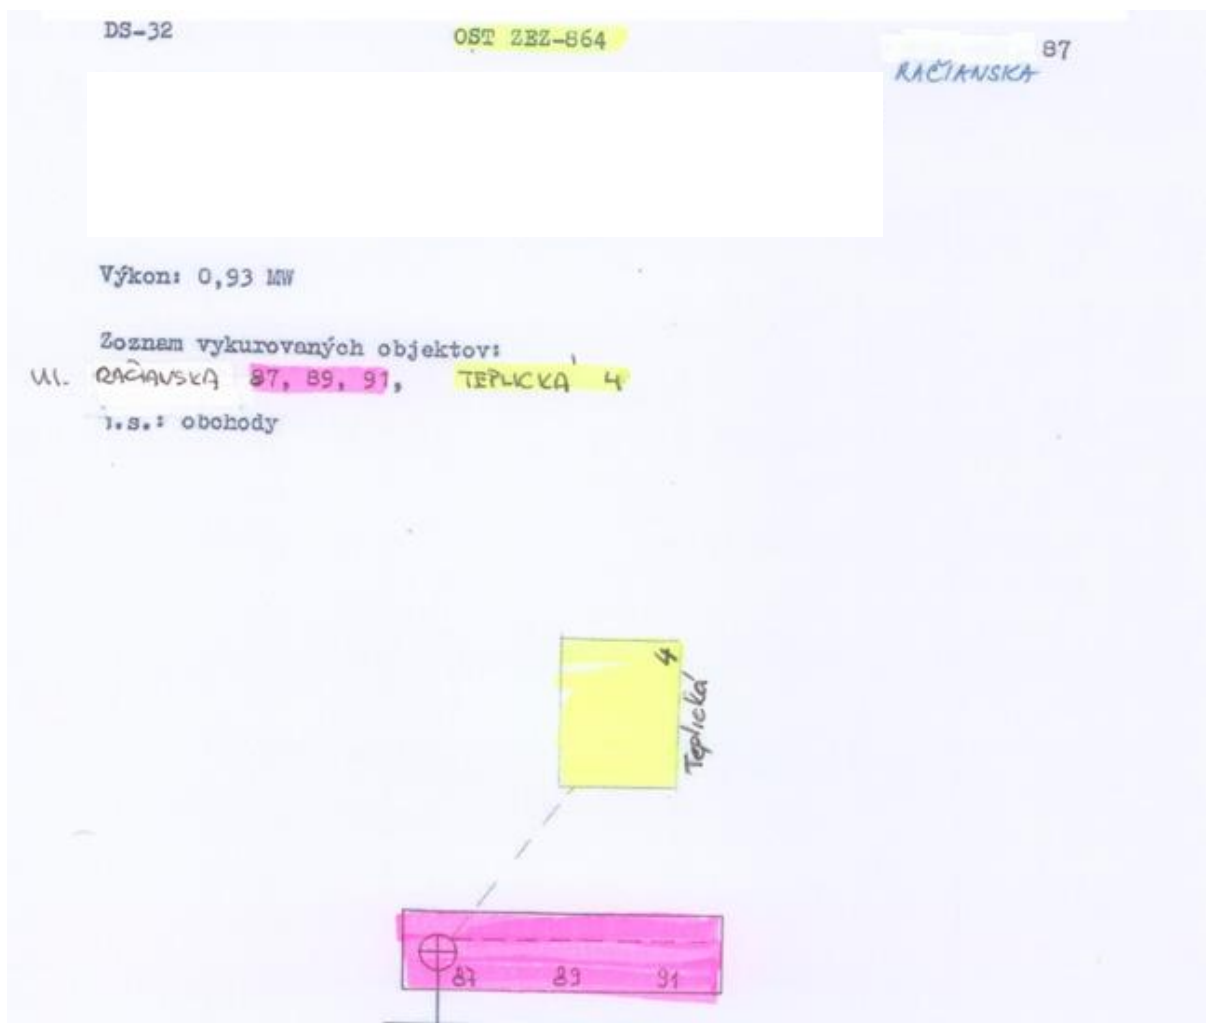 DS-32 OST ZEZ-864 87
RAČIANSKA
Výkon: 0,93 MW
Zoznam vykurovaných objektov:
Ul. RAČIANSKA 87, 89, 91, TEPLICKÁ 4
i.s.: obchody
4
Teplická
87 89 91